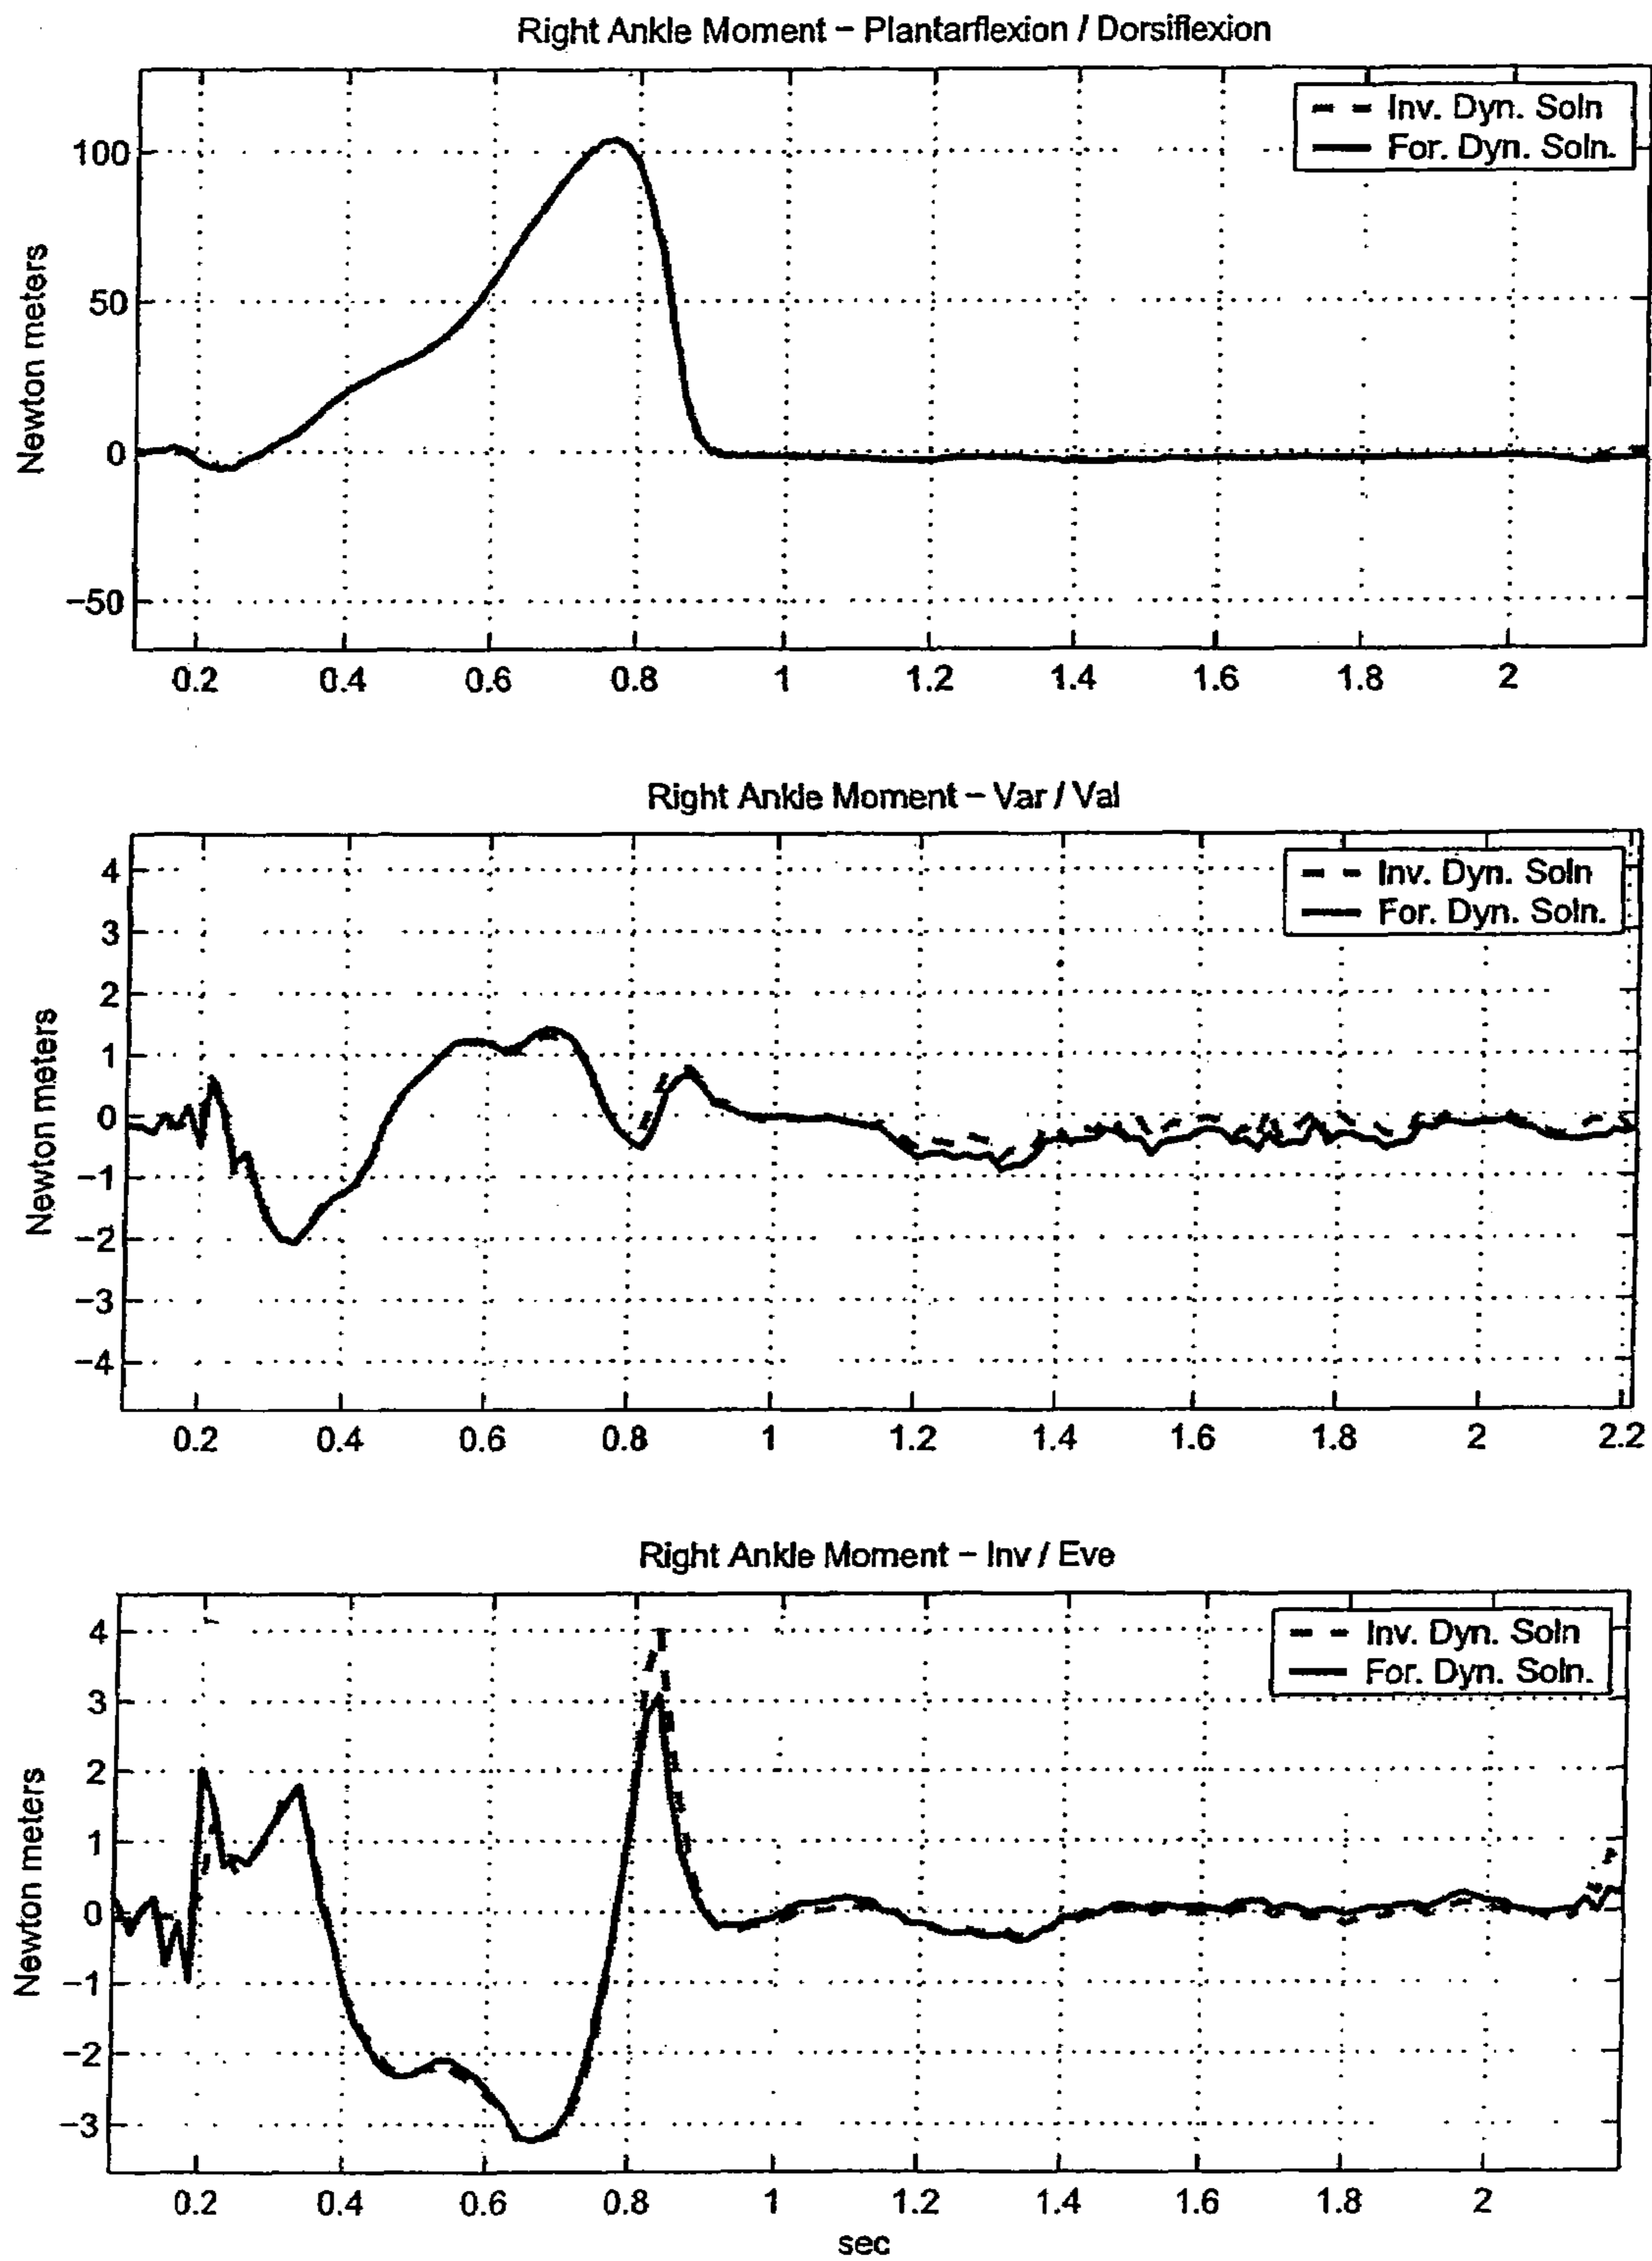 Right Ankle Moment – Plantarflexion / Dorsiflexion
Inv. Dyn. Soln
For. Dyn. Soln.
Newton meters
100
50
0
−50
0.2 0.4 0.6 0.8 1 1.2 1.4 1.6 1.8 2
Right Ankle Moment – Var / Val
Inv. Dyn. Soln
For. Dyn. Soln.
Newton meters
4
3
2
1
0
−1
−2
−3
−4
0.2 0.4 0.6 0.8 1 1.2 1.4 1.6 1.8 2 2.2
Right Ankle Moment – Inv / Eve
Inv. Dyn. Soln
For. Dyn. Soln.
Newton meters
4
3
2
1
0
−1
−2
−3
0.2 0.4 0.6 0.8 1 1.2 1.4 1.6 1.8 2
sec